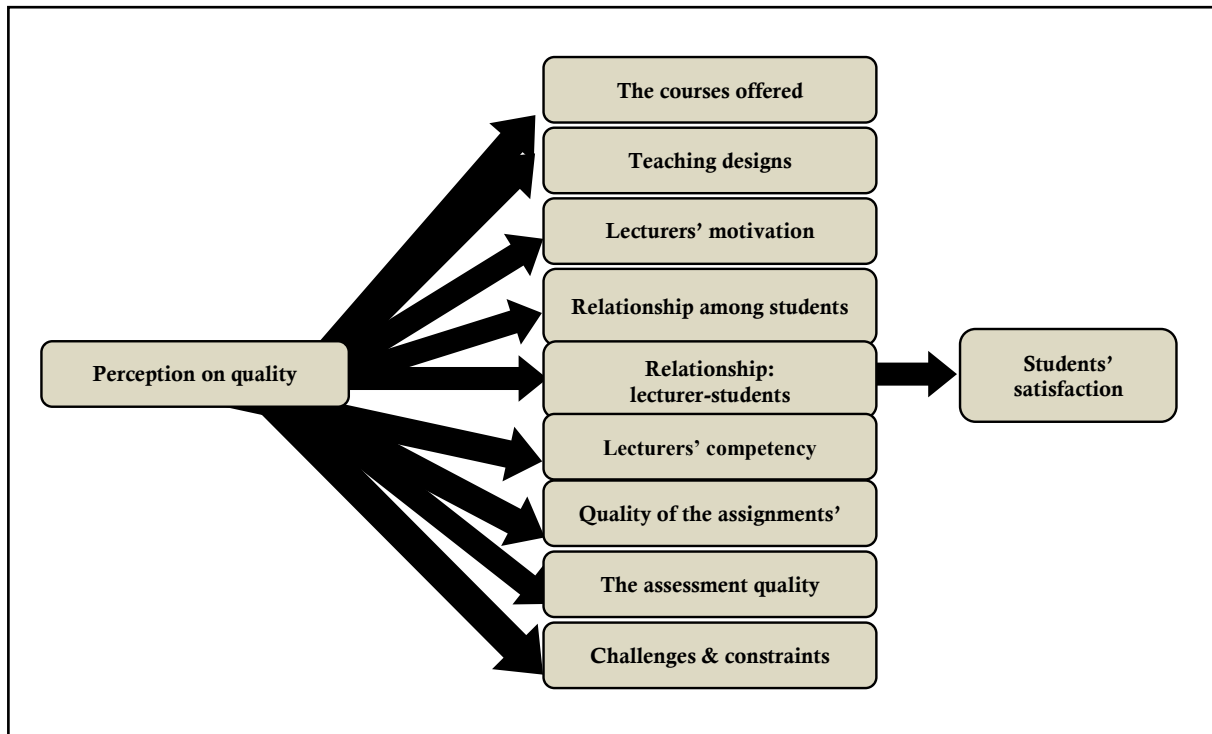 The courses offered
Teaching designs
Lecturers’ motivation
Relationship among students
Perception on quality
Relationship:
lecturer-students
Students’
satisfaction
Lecturers’ competency
Quality of the assignments’
The assessment quality
Challenges & constraints